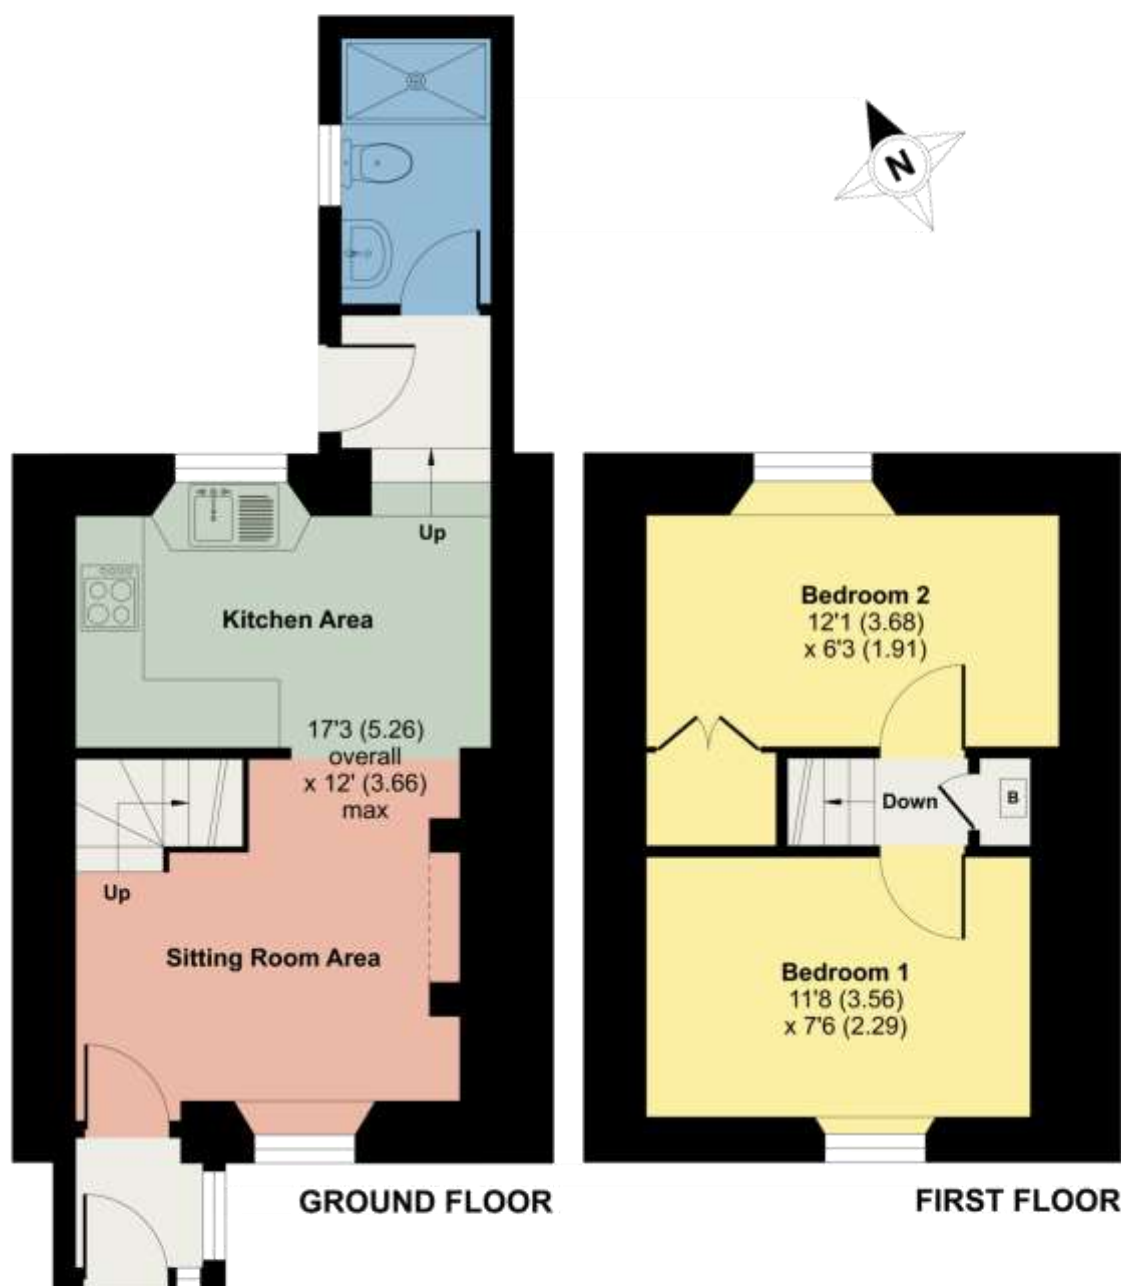 N
Up
Kitchen Area
17'3 (5.26)
overall
x 12' (3.66)
max
Up
Sitting Room Area
GROUND FLOOR
Bedroom 2
12'1 (3.68)
x 6'3 (1.91)
Down
B
Bedroom 1
11'8 (3.56)
x 7'6 (2.29)
FIRST FLOOR